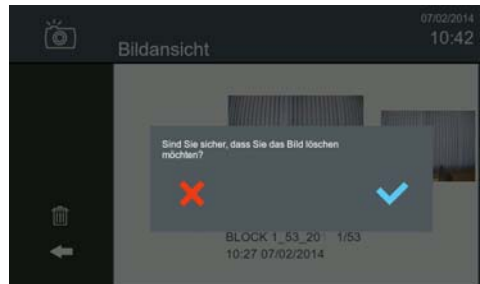 07/02/2014
10:42
Bildansicht
Sind Sie sicher, dass Sie das Bild löschen
möchten?
BLOCK 1_53_201 1/53
10:27 07/02/2014